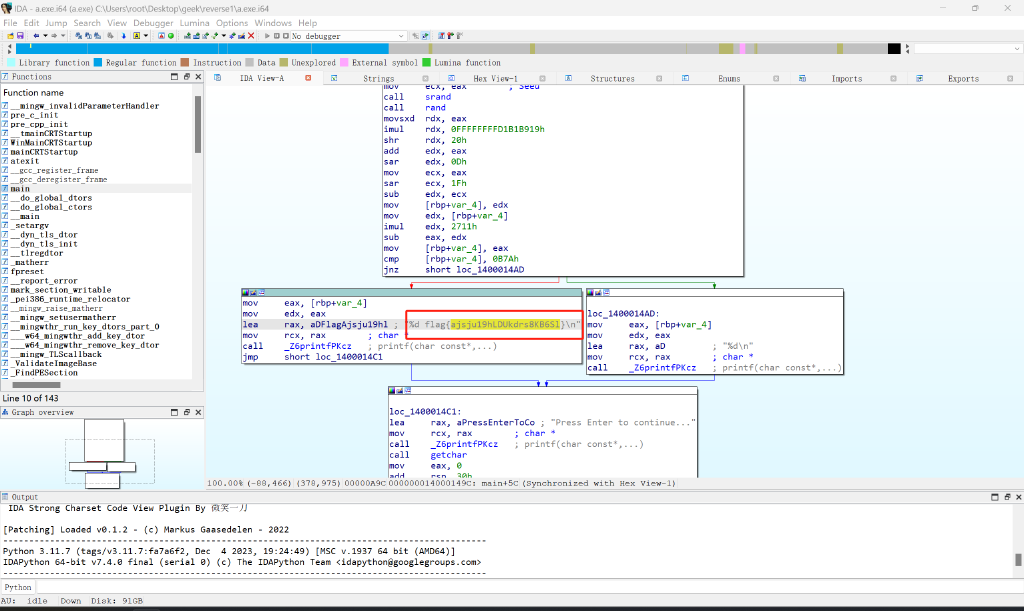 IDA - a.exe.i64 (a.exe) C:\Users\root\Desktop\geek\reverse1\a.exe.i64
File Edit Jump Search View Debugger Lumina Options Windows Help
No debugger
Library function Regular function Instruction Data Unexplored External symbol Lumina function
Functions
IDA View-A Strings Hex View-1 Structures Enums Imports Exports
Function name
__mingw_invalidParameterHandler
pre_c_init
pre_cpp_init
__tmainCRTStartup
WinMainCRTStartup
mainCRTStartup
atexit
__gcc_register_frame
__gcc_deregister_frame
main
__do_global_dtors
__do_global_ctors
__main
_setargv
__dyn_tls_dtor
__dyn_tls_init
__tlregdtor
_matherr
fpreset
__report_error
mark_section_writable
_pei386_runtime_relocator
__mingw_raise_matherr
__mingw_setusermatherr
__mingwthr_run_key_dtors_part_0
___w64_mingwthr_add_key_dtor
___w64_mingwthr_remove_key_dtor
__mingw_TLScallback
_ValidateImageBase
_FindPESection
Line 10 of 143
Graph overview
mov ecx, eax ; Seed
call srand
call rand
movsxd rdx, eax
imul rdx, 0FFFFFFFFD1B1B919h
shr rdx, 20h
add edx, eax
sar edx, 0Dh
mov ecx, eax
sar ecx, 1Fh
sub edx, ecx
mov [rbp+var_4], edx
mov edx, [rbp+var_4]
imul edx, 2711h
sub eax, edx
mov [rbp+var_4], eax
cmp [rbp+var_4], 0B7Ah
jnz short loc_1400014AD
mov eax, [rbp+var_4]
mov edx, eax
lea rax, aDFlagAjsju19hl ; "%d flag{ajsju19hLDUkdrs8KB6Sl}\n"
mov rcx, rax ; char
call _Z6printfPKcz ; printf(char const*,...)
jmp short loc_1400014C1
loc_1400014AD:
mov eax, [rbp+var_4]
mov edx, eax
lea rax, aD ; "%d\n"
mov rcx, rax ; char *
call _Z6printfPKcz ; printf(char const*,...)
loc_1400014C1:
lea rax, aPressEnterToCo ; "Press Enter to continue..."
mov rcx, rax ; char *
call _Z6printfPKcz ; printf(char const*,...)
call getchar
mov eax, 0
add rsp, 30h
100.00% (-88,466) (378,975) 00000A9C 000000014000149C: main+5C (Synchronized with Hex View-1)
Output
IDA Strong Charset Code View Plugin By 微笑一刀
[Patching] Loaded v0.1.2 - (c) Markus Gaasedelen - 2022
Python 3.11.7 (tags/v3.11.7:fa7a6f2, Dec 4 2023, 19:24:49) [MSC v.1937 64 bit (AMD64)]
IDAPython 64-bit v7.4.0 final (serial 0) (c) The IDAPython Team <idapython@googlegroups.com>
Python
AU: idle Down Disk: 91GB